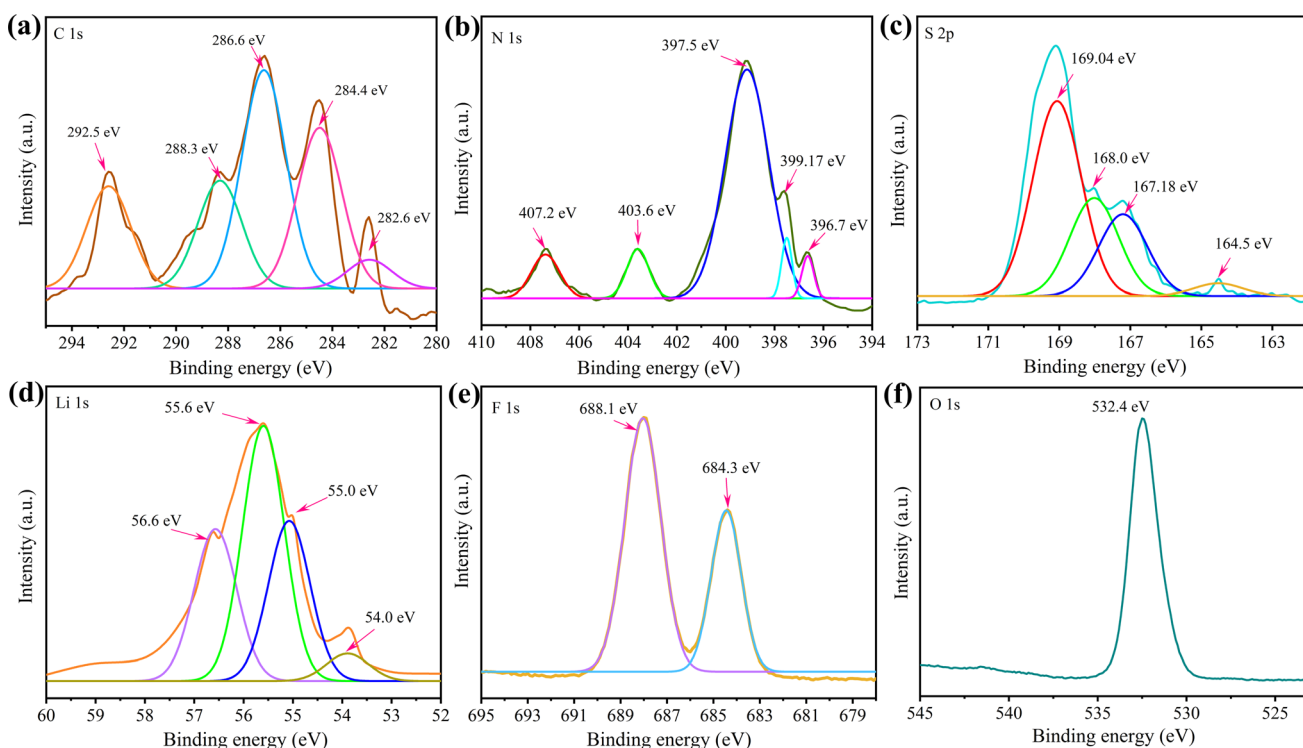 (a)
C 1s
292.5 eV
288.3 eV
286.6 eV
284.4 eV
282.6 eV
Intensity (a.u.)
294 292 290 288 286 284 282 280
Binding energy (eV)
(b)
N 1s
407.2 eV
403.6 eV
397.5 eV
399.17 eV
396.7 eV
Intensity (a.u.)
410 408 406 404 402 400 398 396 394
Binding energy (eV)
(c)
S 2p
169.04 eV
168.0 eV
167.18 eV
164.5 eV
Intensity (a.u.)
173 171 169 167 165 163
Binding energy (eV)
(d)
Li 1s
56.6 eV
55.6 eV
55.0 eV
54.0 eV
Intensity (a.u.)
60 59 58 57 56 55 54 53 52
Binding energy (eV)
(e)
F 1s
688.1 eV
684.3 eV
Intensity (a.u.)
695 693 691 689 687 685 683 681 679
Binding energy (eV)
(f)
O 1s
532.4 eV
Intensity (a.u.)
545 540 535 530 525
Binding energy (eV)